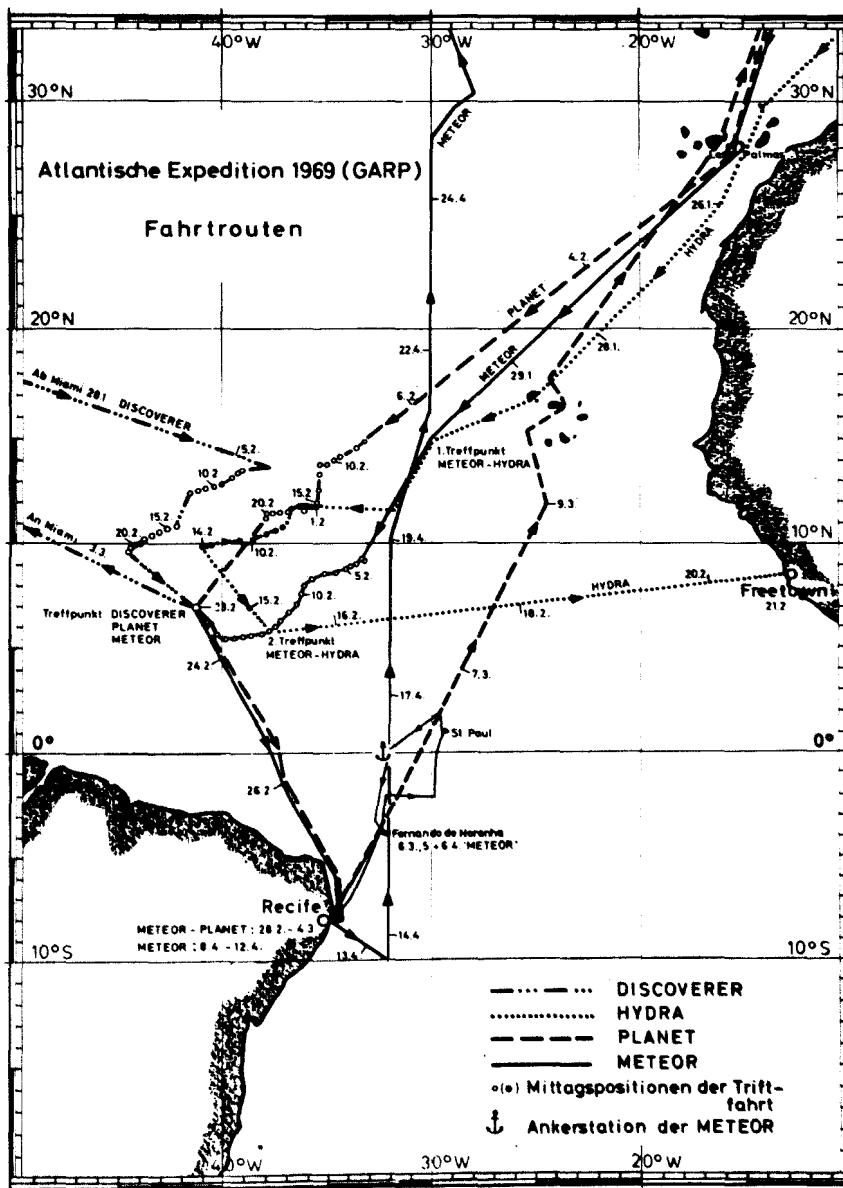 40°W
30°W
20°W
30°N
30°N
METEOR
Las Palmas
Atlantische Expedition 1969 (GARP)
Fahrtrouten
24.4
26.1.
HYDRA
4.2.
PLANET
20°N
20°N
METEOR
22.4.
28.1.
29.1
Ab Miami 28.1 DISCOVERER
6.2.
5.2.
10.2.
10.2.
1. Treffpunkt
METEOR-HYDRA
15.2.
20.2.
15.2.
1.2.
20.2.
14.2.
10.2.
9.3.
An Miami 3.3.
19.4.
10°N
10°N
5.2.
10.2.
20.2.
HYDRA
Freetown
21.2
15.2.
16.2.
18.2.
Treffpunkt DISCOVERER
PLANET
METEOR
2. Treffpunkt
METEOR-HYDRA
24.2.
7.3.
17.4.
St Paul
0°
0°
26.2.
Fernando de Noronha
6.3., 5 + 6.4. "METEOR"
Recife
METEOR - PLANET : 28.2. - 4.3
METEOR : 8.4. - 12.4.
13.4.
14.4
10°S
10°S
DISCOVERER
HYDRA
PLANET
METEOR
o(•) Mittagspositionen der Trift-
fahrt
Ankerstation der METEOR
40°W
30°W
20°W